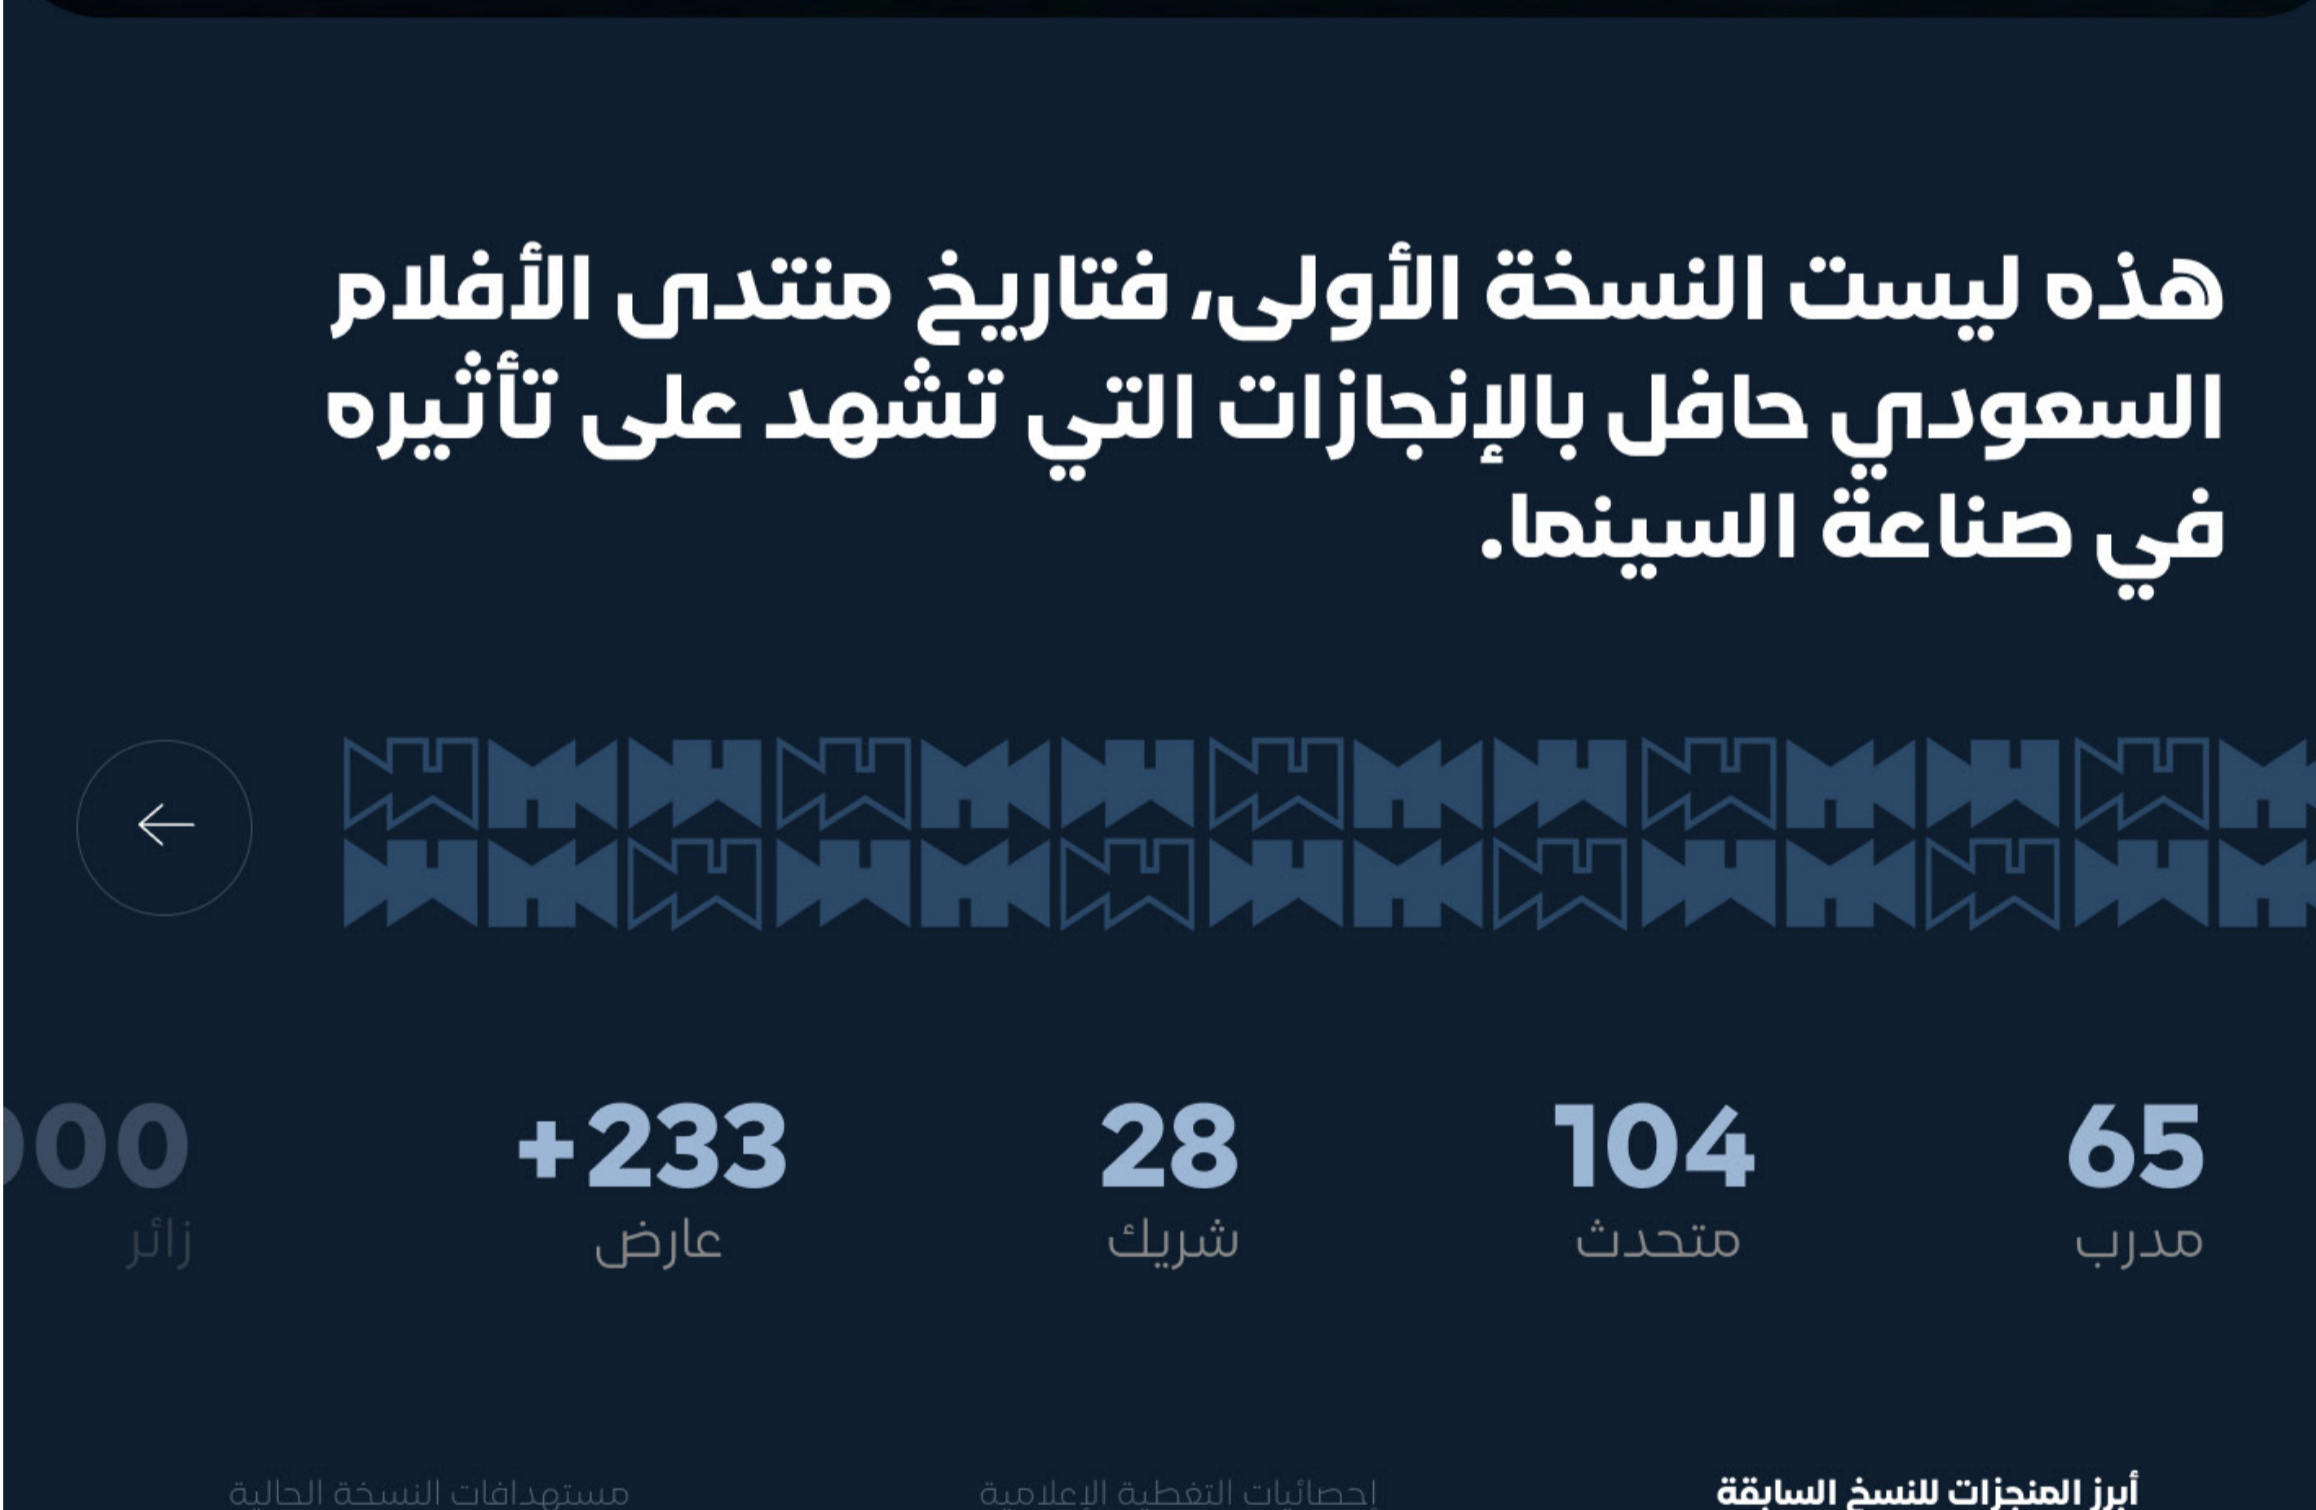 هذه ليست النسخة الأولى، فتاريخ منتدى الأفلام
السعودي حافل بالإنجازات التي تشهد على تأثيره
في صناعة السينما.
65
مدرب
104
متحدث
28
شريك
+233
عارض
زائر
أبرز المنجزات للنسخ السابقة
إحصائيات التغطية الإعلامية
مستهدافات النسخة الحالية